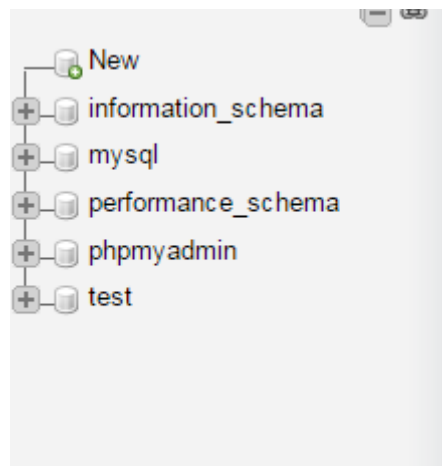 New
information_schema
mysql
performance_schema
phpmyadmin
test